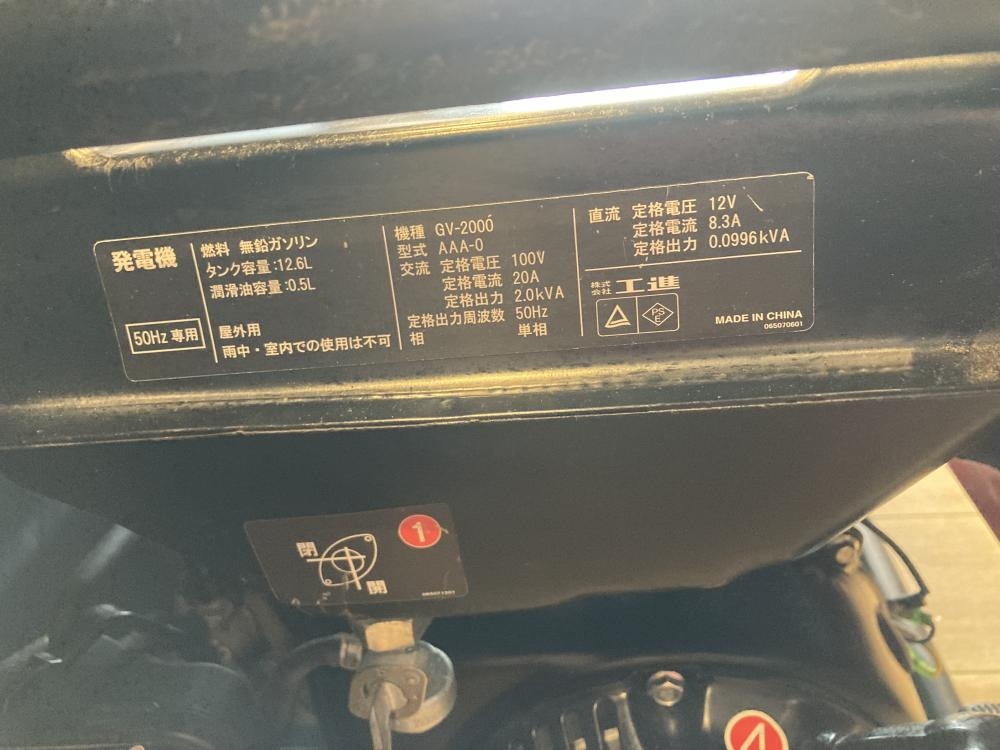 発電機
50Hz 専用
燃料 無鉛ガソリン
タンク容量:12.6L
潤滑油容量:0.5L
屋外用
雨中・室内での使用は不可
機種 GV-2000
型式 AAA-0
交流 定格電圧 100V
定格電流 20A
定格出力 2.0kVA
定格出力周波数 50Hz
相 単相
直流 定格電圧 12V
定格電流 8.3A
定格出力 0.0996kVA
株式会社 工進
PS
E
MADE IN CHINA
065070601
1
閉
開
4